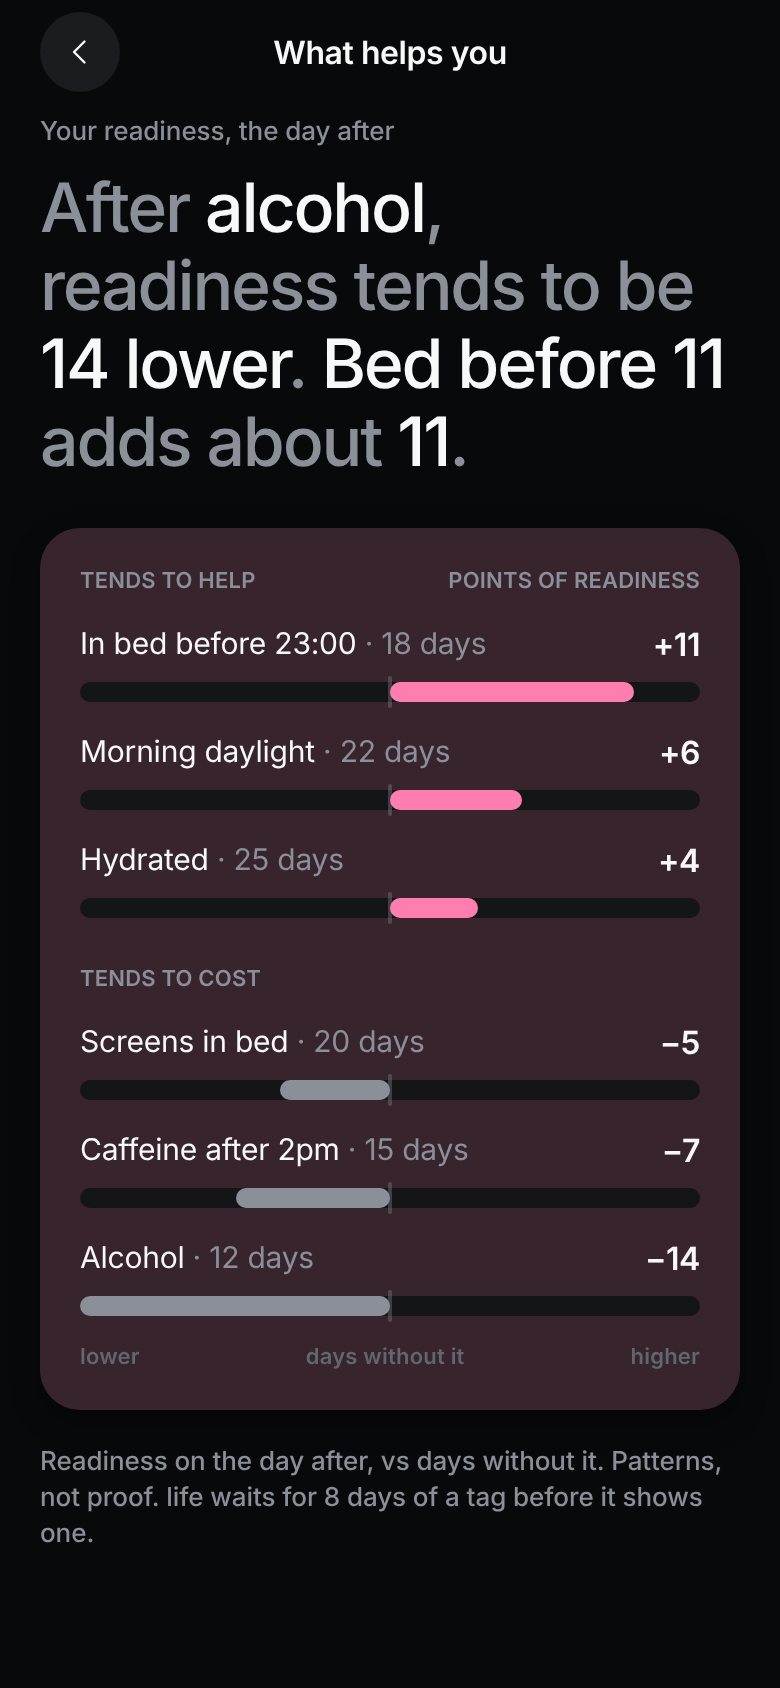 What helps you
Your readiness, the day after
After alcohol,
readiness tends to be
14 lower. Bed before 11
adds about 11.
TENDS TO HELP POINTS OF READINESS
In bed before 23:00 · 18 days +11
Morning daylight · 22 days +6
Hydrated · 25 days +4
TENDS TO COST
Screens in bed · 20 days −5
Caffeine after 2pm · 15 days −7
Alcohol · 12 days −14
lower days without it higher
Readiness on the day after, vs days without it. Patterns,
not proof. life waits for 8 days of a tag before it shows
one.